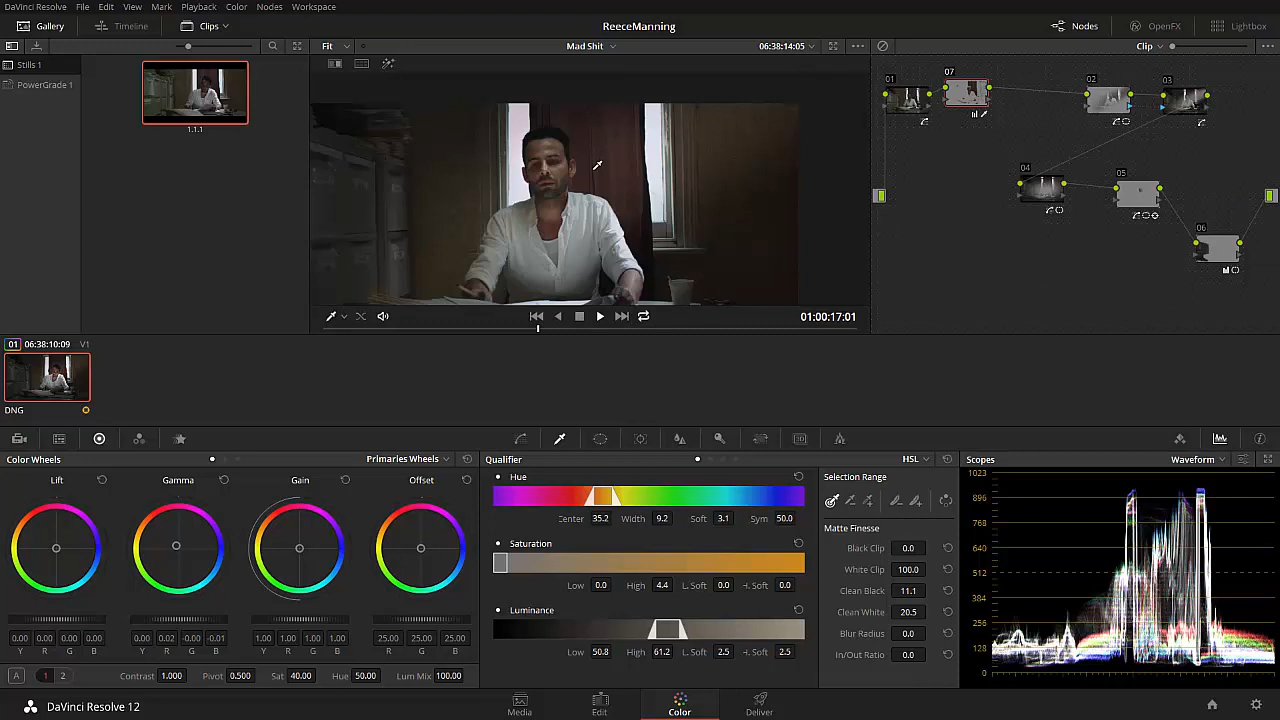 DaVinci Resolve File Edit View Mark Playback Color Nodes Workspace
Gallery Timeline Clips ReeceManning Nodes OpenFX Lightbox
Fit Mad Shit 06:38:14:05 Clip
Stills 1
PowerGrade 1
1.1.1
01 07 02 03
04 05
06
01:00:17:01
01 06:38:10:09 V1
DNG
Color Wheels Primaries Wheels Qualifier HSL Scopes Waveform
Lift Gamma Gain Offset
Hue
Center 35.2 Width 9.2 Soft 3.1 Sym 50.0
Saturation
Low 0.0 High 4.4 L.Soft 0.0 H.Soft 0.0
Luminance
Low 50.8 High 61.2 L.Soft 2.5 H.Soft 2.5
Selection Range
Matte Finesse
Black Clip 0.0
White Clip 100.0
Clean Black 11.1
Clean White 20.5
Blur Radius 0.0
In/Out Ratio 0.0
1023
896
768
640
512
384
256
128
0
0.00 0.00 0.00 0.00 0.00 0.02 -0.00 -0.01 1.00 1.00 1.00 1.00 25.00 25.00 25.00
Y R G B Y R G B Y R G B R G B
A 1 2 Contrast 1.000 Pivot 0.500 Sat 40.00 Hue 50.00 Lum Mix 100.00
DaVinci Resolve 12 Media Edit Color Deliver